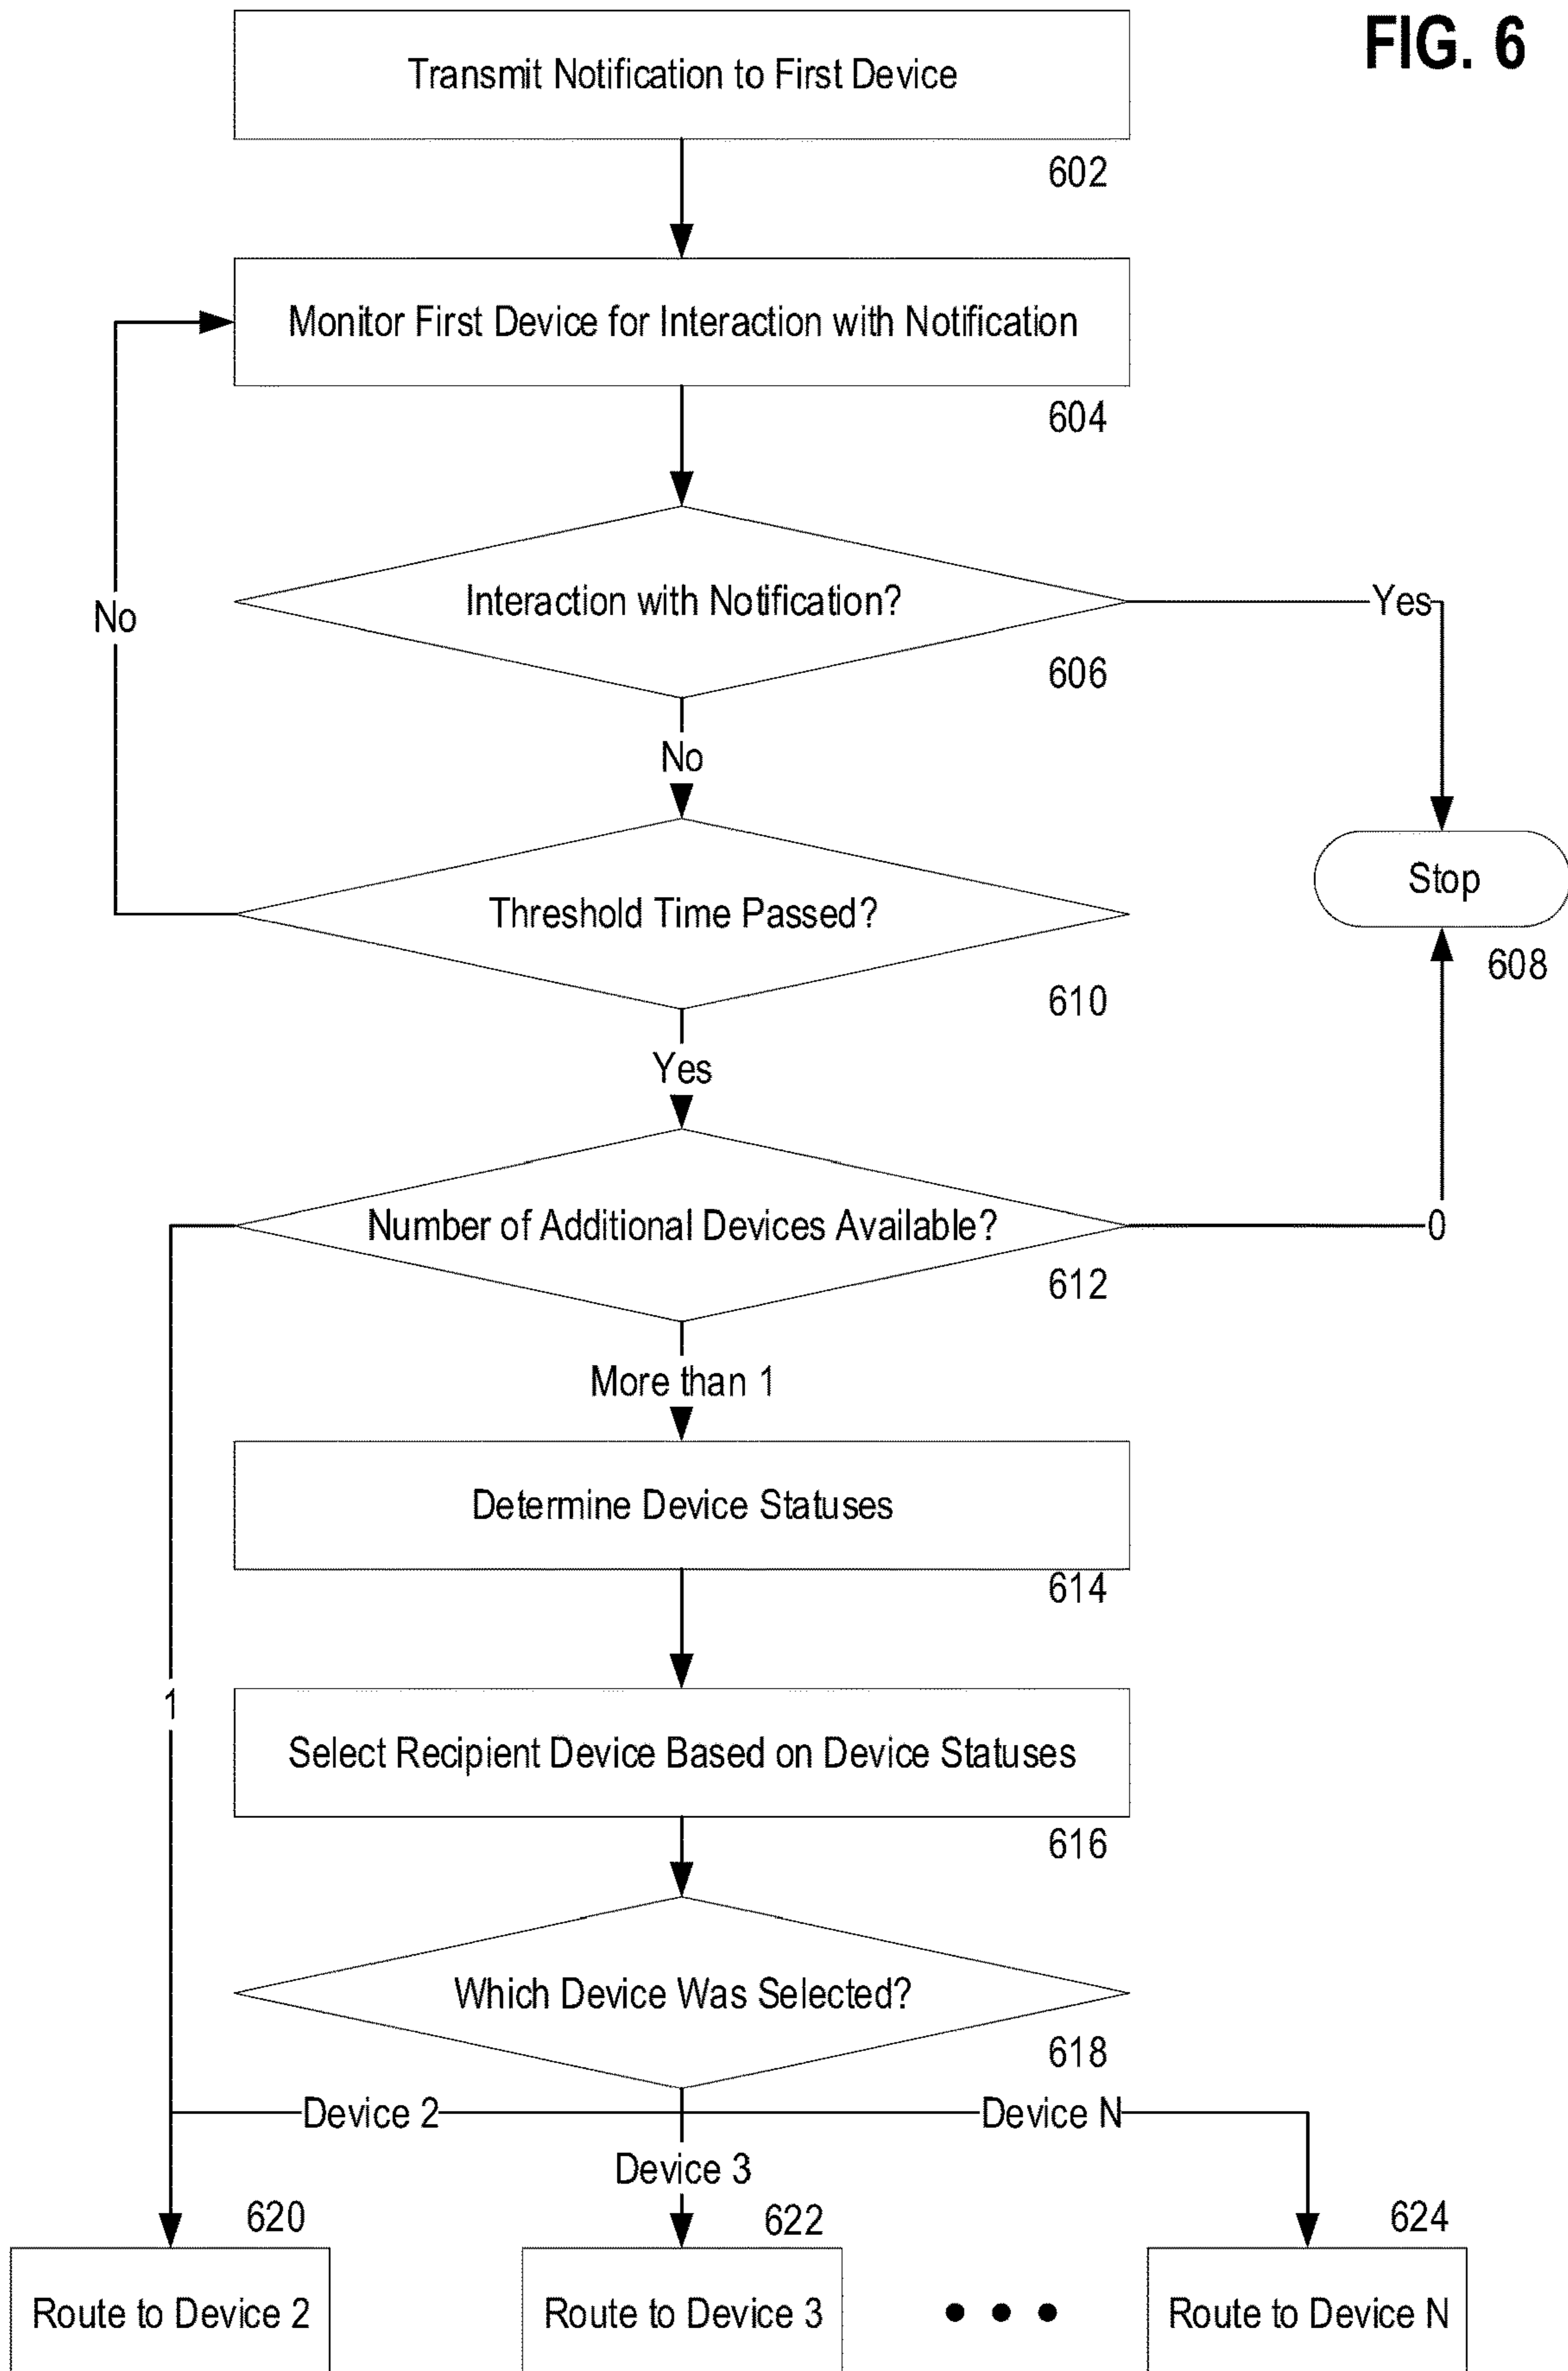 FIG. 6
Transmit Notification to First Device
602
Monitor First Device for Interaction with Notification
604
Interaction with Notification?
606
Yes
No
No
Threshold Time Passed?
610
Stop
608
Yes
Number of Additional Devices Available?
612
0
More than 1
Determine Device Statuses
614
1
Select Recipient Device Based on Device Statuses
616
Which Device Was Selected?
618
Device 2
Device N
Device 3
620
622
624
Route to Device 2
Route to Device 3
Route to Device N